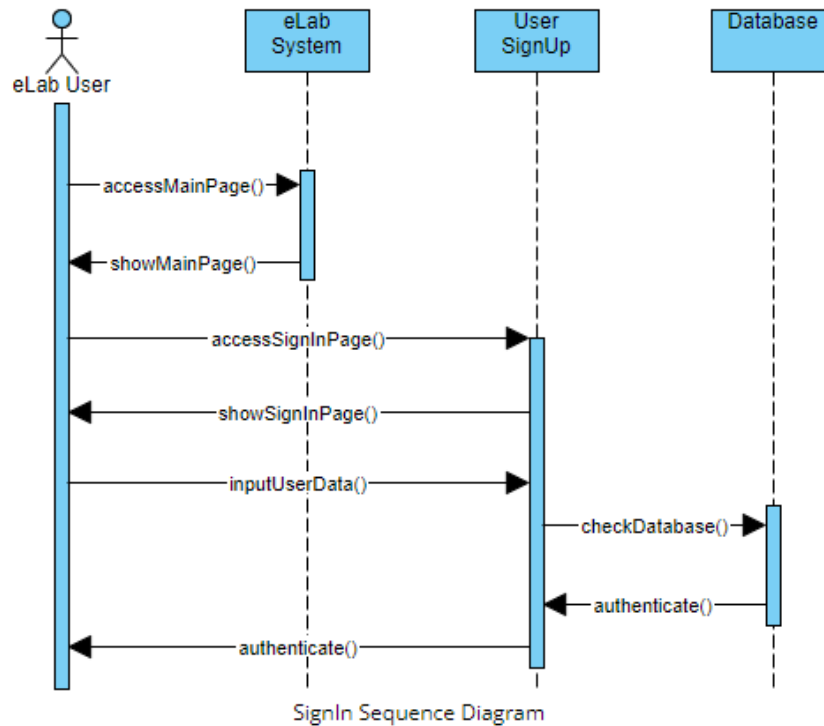 eLab
System
User
SignUp
Database
eLab User
accessMainPage()
showMainPage()
accessSignInPage()
showSignInPage()
inputUserData()
checkDatabase()
authenticate()
authenticate()
SignIn Sequence Diagram